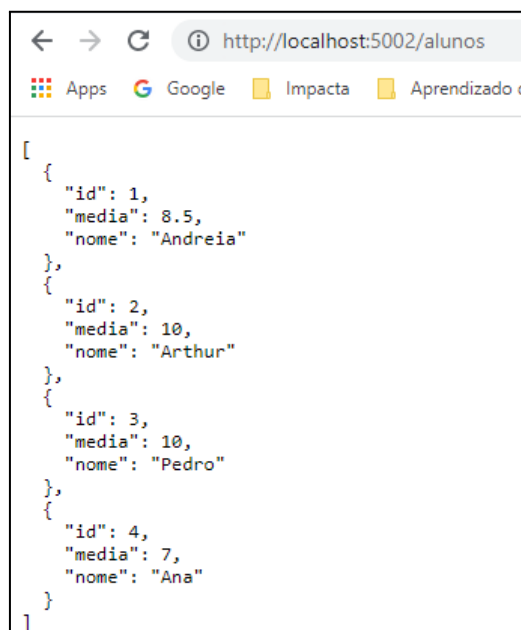 http://localhost:5002/alunos
Apps Google Impacta Aprendizado
[
  {
    "id": 1,
    "media": 8.5,
    "nome": "Andreia"
  },
  {
    "id": 2,
    "media": 10,
    "nome": "Arthur"
  },
  {
    "id": 3,
    "media": 10,
    "nome": "Pedro"
  },
  {
    "id": 4,
    "media": 7,
    "nome": "Ana"
  }
]